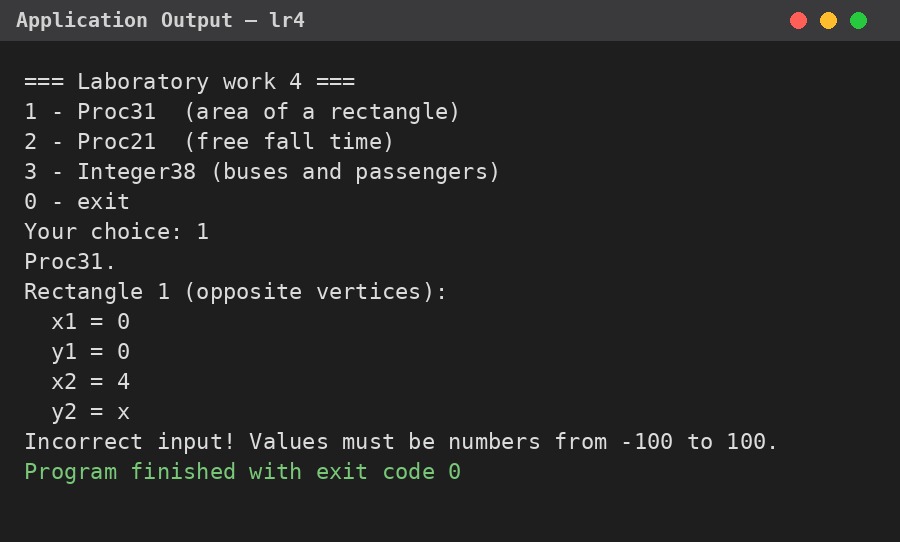 Application Output — lr4
=== Laboratory work 4 ===
1 - Proc31  (area of a rectangle)
2 - Proc21  (free fall time)
3 - Integer38 (buses and passengers)
0 - exit
Your choice: 1
Proc31.
Rectangle 1 (opposite vertices):
  x1 = 0
  y1 = 0
  x2 = 4
  y2 = x
Incorrect input! Values must be numbers from -100 to 100.
Program finished with exit code 0